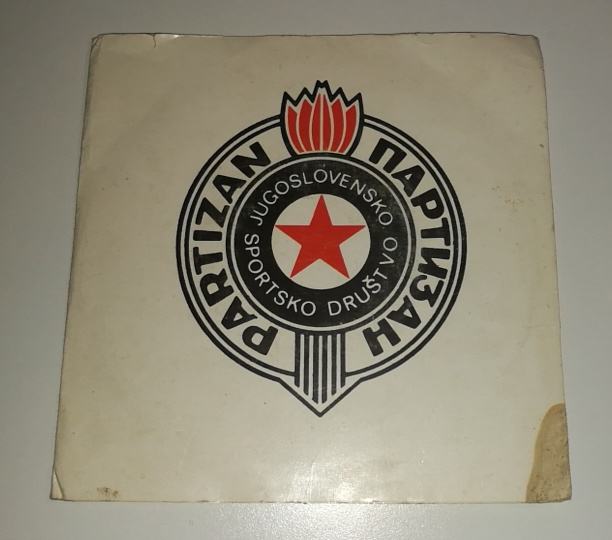 PARTIZAN
ПАРТИЗАН
JUGOSLOVENSKO
SPORTSKO DRUŠTVO